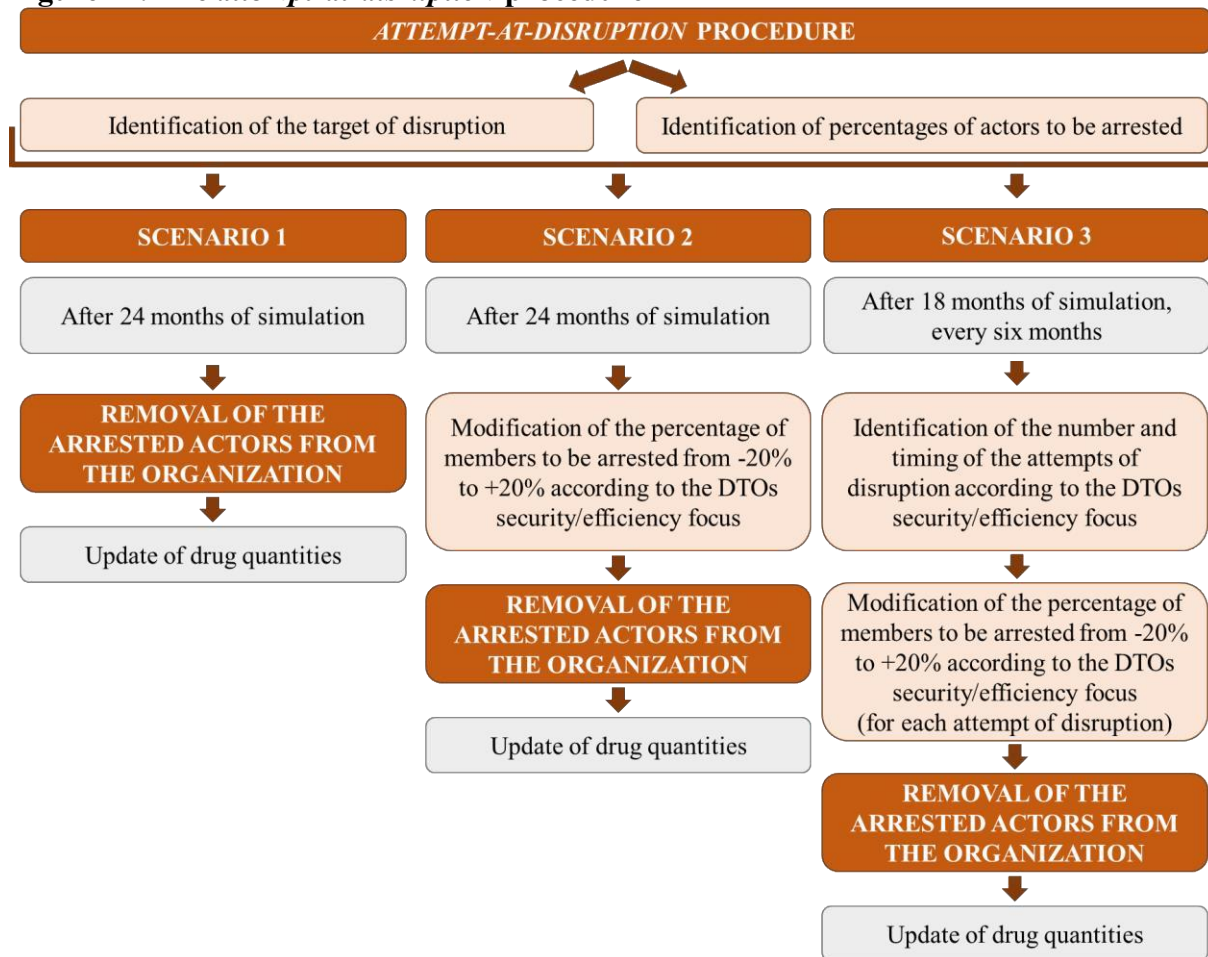 ATTEMPT-AT-DISRUPTION PROCEDURE
Identification of the target of disruption
Identification of percentages of actors to be arrested
SCENARIO 1
After 24 months of simulation
REMOVAL OF THE
ARRESTED ACTORS FROM
THE ORGANIZATION
Update of drug quantities
SCENARIO 2
After 24 months of simulation
Modification of the percentage of
members to be arrested from -20%
to +20% according to the DTOs
security/efficiency focus
REMOVAL OF THE
ARRESTED ACTORS FROM
THE ORGANIZATION
Update of drug quantities
SCENARIO 3
After 18 months of simulation,
every six months
Identification of the number and
timing of the attempts of
disruption according to the DTOs
security/efficiency focus
Modification of the percentage of
members to be arrested from -20%
to +20% according to the DTOs
security/efficiency focus
(for each attempt of disruption)
REMOVAL OF THE
ARRESTED ACTORS FROM
THE ORGANIZATION
Update of drug quantities